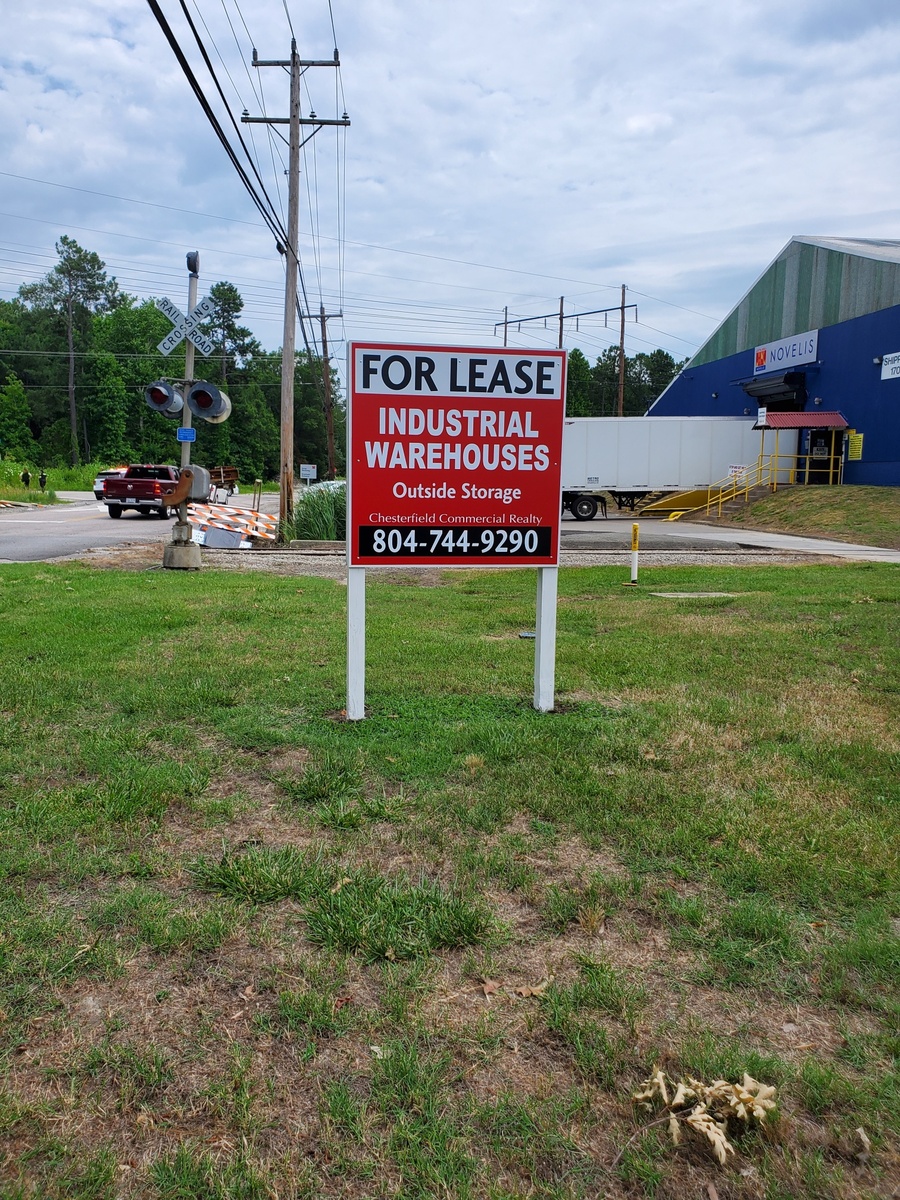 RAILROAD
CROSSING
FOR LEASE
INDUSTRIAL
WAREHOUSES
Outside Storage
Chesterfield Commercial Realty
804-744-9290
NOVELIS